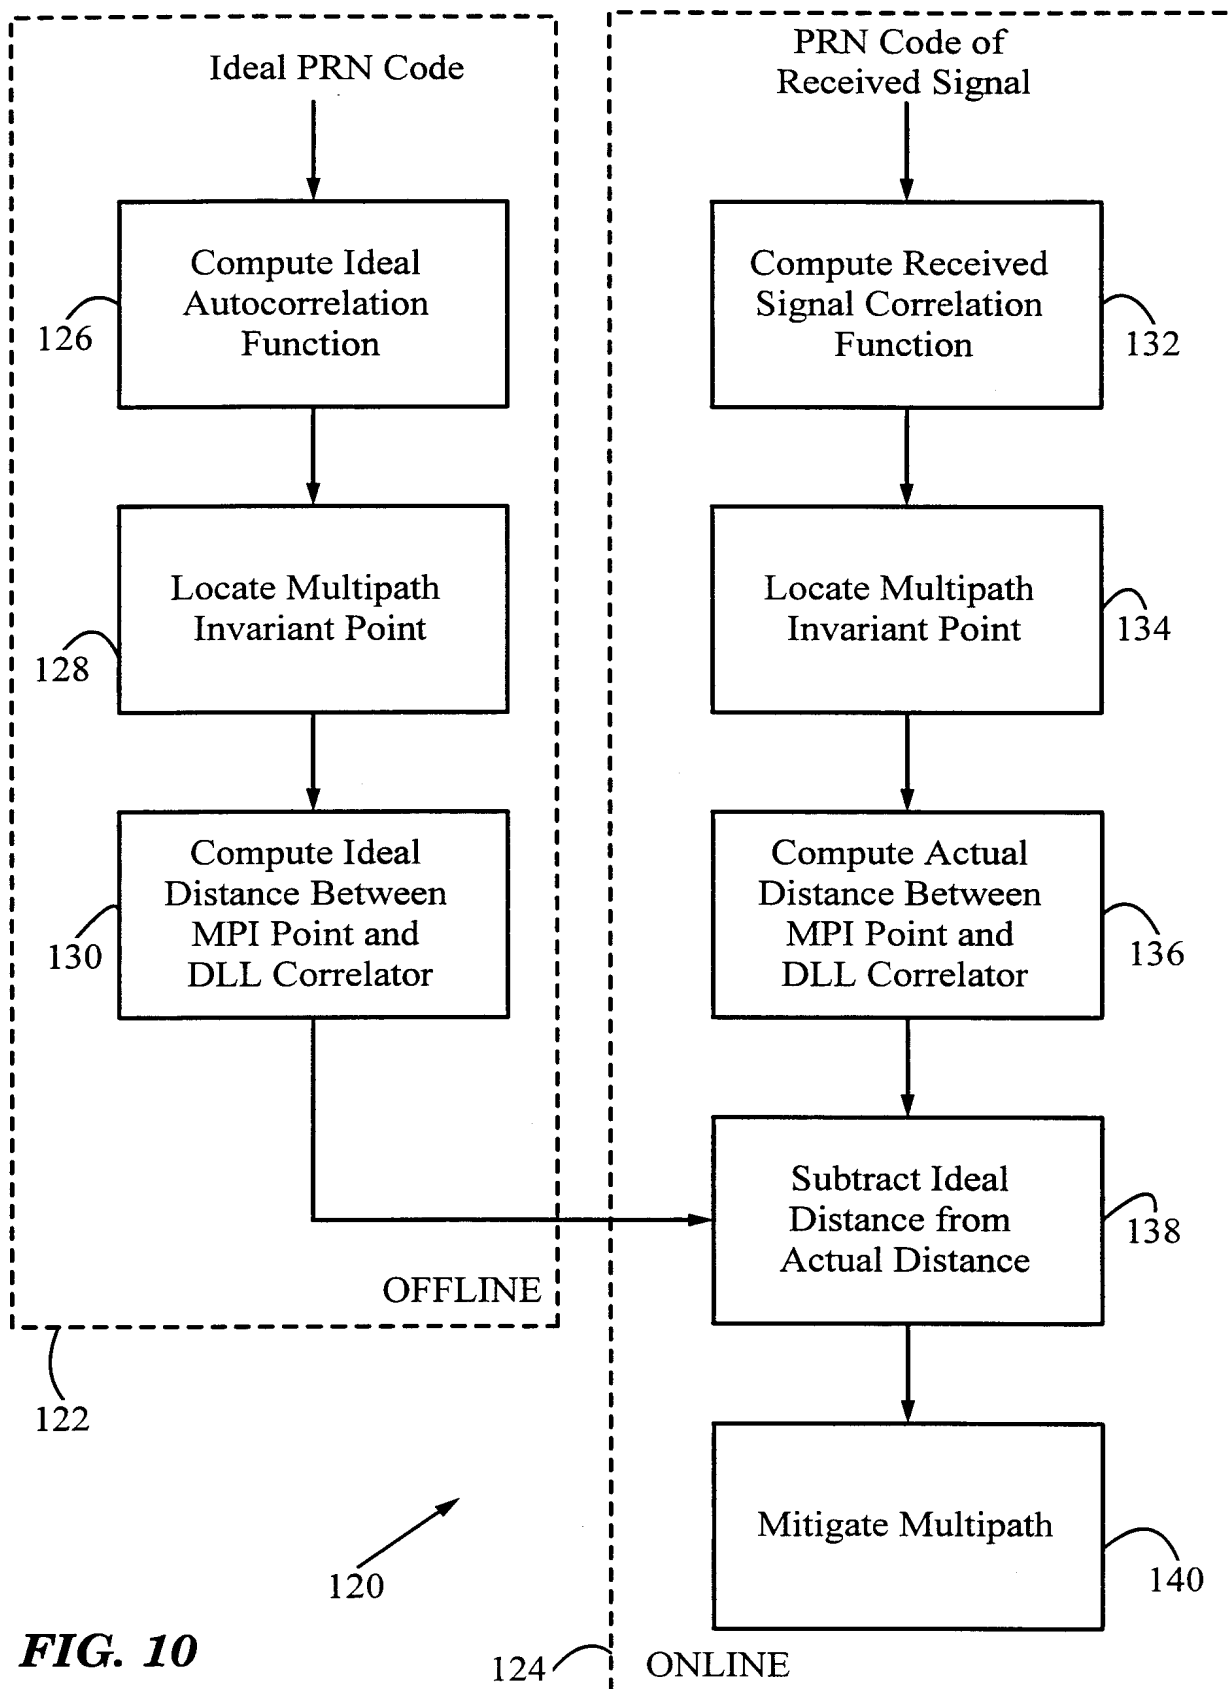 Ideal PRN Code
Compute Ideal
Autocorrelation
Function
126
Locate Multipath
Invariant Point
128
Compute Ideal
Distance Between
MPI Point and
DLL Correlator
130
OFFLINE
122
PRN Code of
Received Signal
Compute Received
Signal Correlation
Function
132
Locate Multipath
Invariant Point
134
Compute Actual
Distance Between
MPI Point and
DLL Correlator
136
Subtract Ideal
Distance from
Actual Distance
138
Mitigate Multipath
140
120
FIG. 10
124
ONLINE